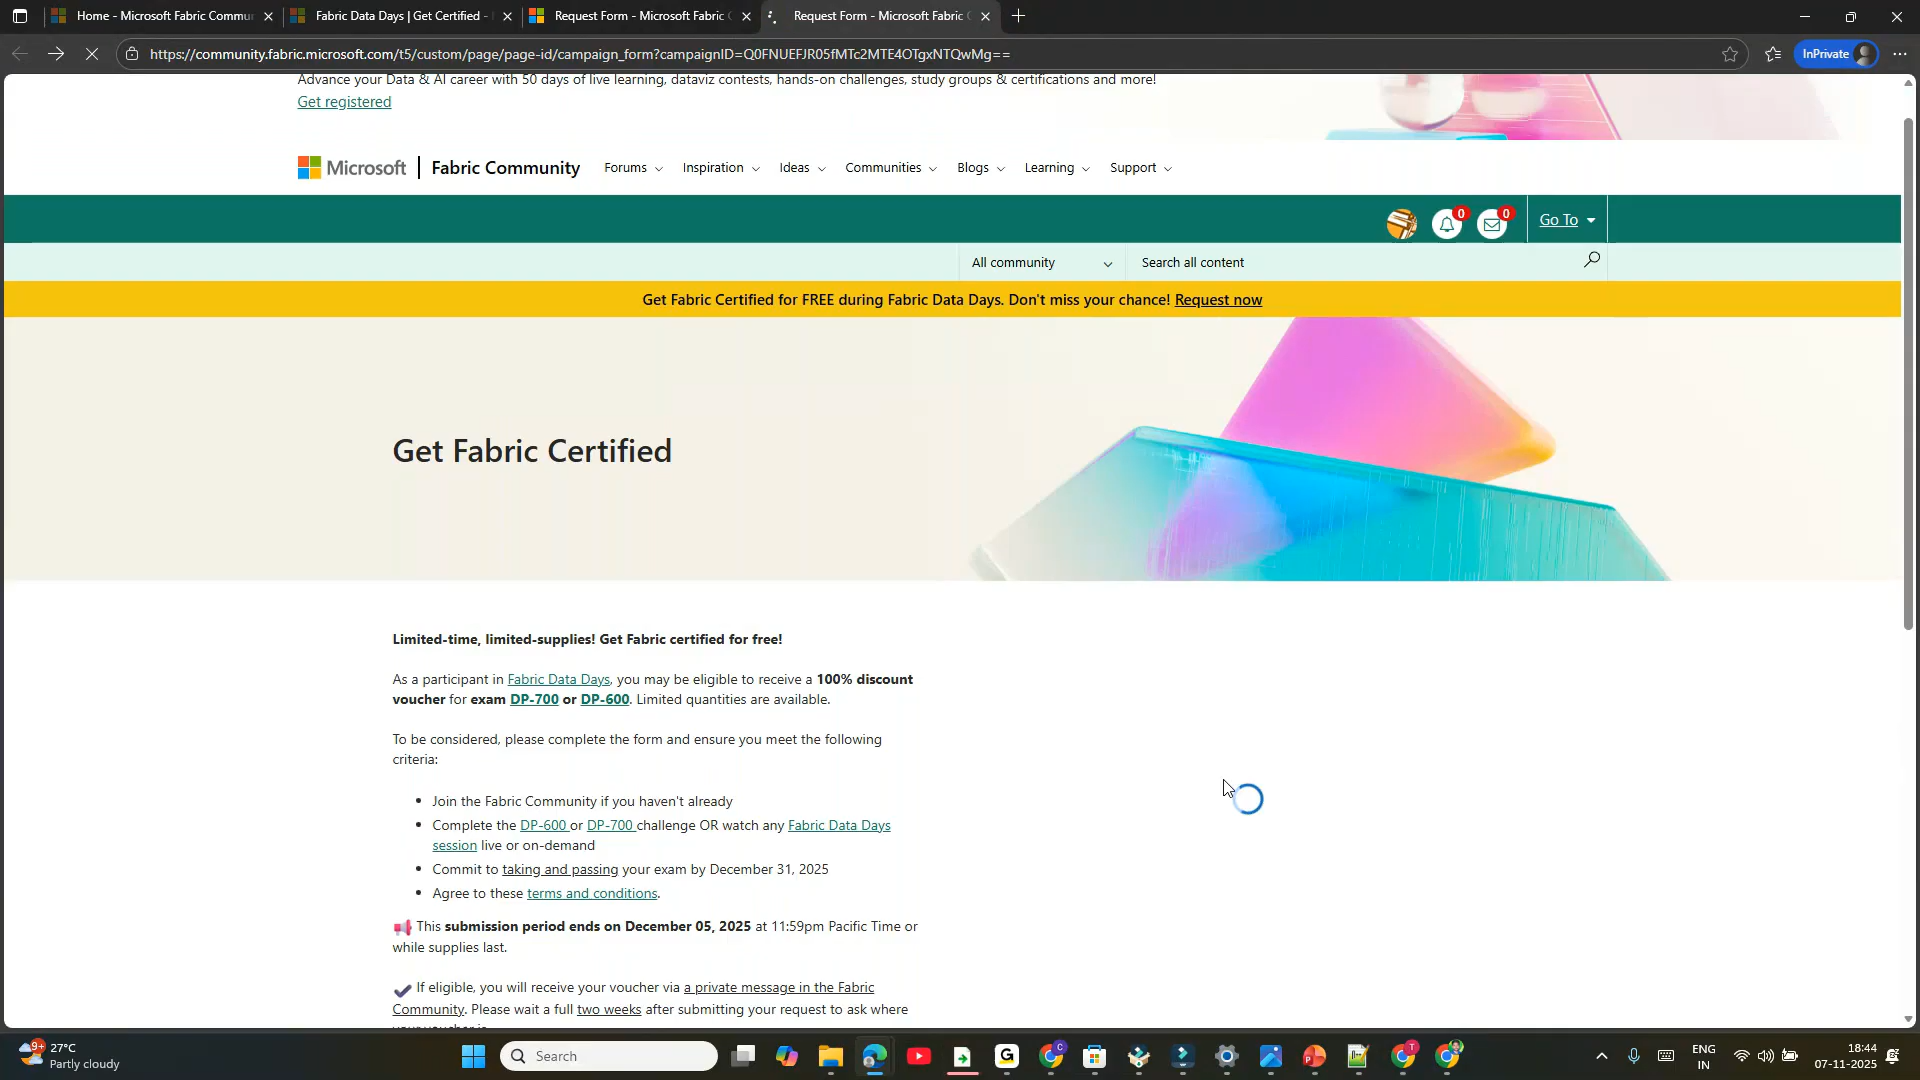 Home - Microsoft Fabric Commu
Fabric Data Days | Get Certified -
Request Form - Microsoft Fabric
Request Form - Microsoft Fabric
https://community.fabric.microsoft.com/t5/custom/page/page-id/campaign_form?campaignID=Q0FNUEFJR05fMTc2MTE4OTgxNTQwMg==
InPrivate
Advance your Data & AI career with 50 days of live learning, dataviz contests, hands-on challenges, study groups & certifications and more!
Get registered
Microsoft | Fabric Community Forums Inspiration Ideas Communities Blogs Learning Support
0 0 Go To
All community Search all content
Get Fabric Certified for FREE during Fabric Data Days. Don't miss your chance! Request now
Get Fabric Certified
Limited-time, limited-supplies! Get Fabric certified for free!
As a participant in Fabric Data Days, you may be eligible to receive a 100% discount
voucher for exam DP-700 or DP-600. Limited quantities are available.
To be considered, please complete the form and ensure you meet the following
criteria:
• Join the Fabric Community if you haven't already
• Complete the DP-600 or DP-700 challenge OR watch any Fabric Data Days
session live or on-demand
• Commit to taking and passing your exam by December 31, 2025
• Agree to these terms and conditions.
This submission period ends on December 05, 2025 at 11:59pm Pacific Time or
while supplies last.
If eligible, you will receive your voucher via a private message in the Fabric
Community. Please wait a full two weeks after submitting your request to ask where
your voucher is
9+ 27°C
Partly cloudy
Search
ENG
IN
18:44
07-11-2025